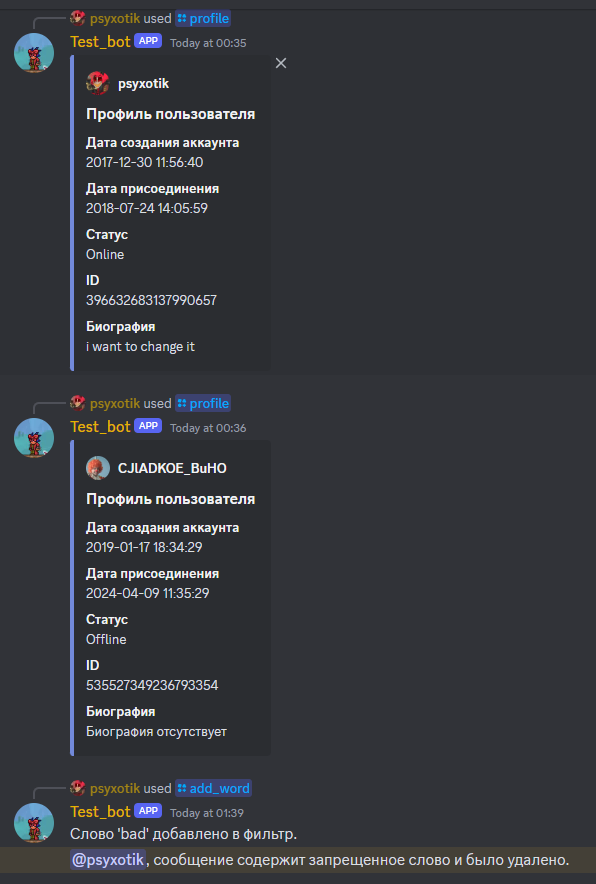 psyxotik used profile
Test_bot APP Today at 00:35
psyxotik
Профиль пользователя
Дата создания аккаунта
2017-12-30 11:56:40
Дата присоединения
2018-07-24 14:05:59
Статус
Online
ID
396632683137990657
Биография
i want to change it
psyxotik used profile
Test_bot APP Today at 00:36
CJIADKOE_BuHO
Профиль пользователя
Дата создания аккаунта
2019-01-17 18:34:29
Дата присоединения
2024-04-09 11:35:29
Статус
Offline
ID
535527349236793354
Биография
Биография отсутствует
psyxotik used add_word
Test_bot APP Today at 01:39
Слово 'bad' добавлено в фильтр.
@psyxotik, сообщение содержит запрещенное слово и было удалено.